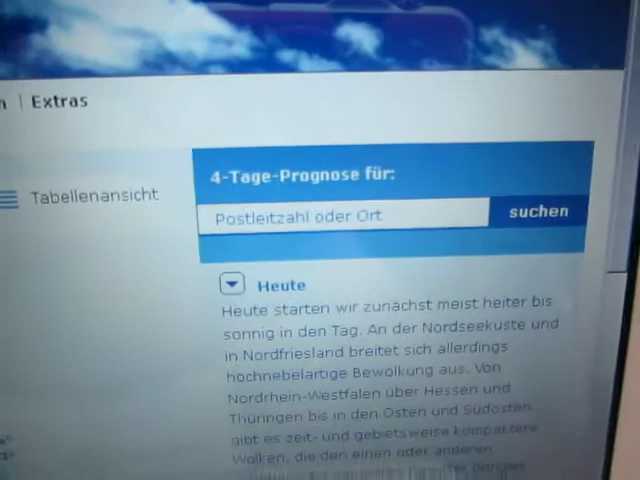 Extras
4-Tage-Prognose für:
Tabellenansicht
Postleitzahl oder Ort
suchen
Heute
Heute starten wir zunächst meist heiter bis
sonnig in den Tag. An der Nordseeküste und
in Nordfriesland breitet sich allerdings
hochnebelartige Bewölkung aus. Von
Nordrhein-Westfalen über Hessen und
Thüringen bis in den Osten und Südosten
gibt es zeit- und gebietsweise kompaktere
Wolken, die den einen oder anderen